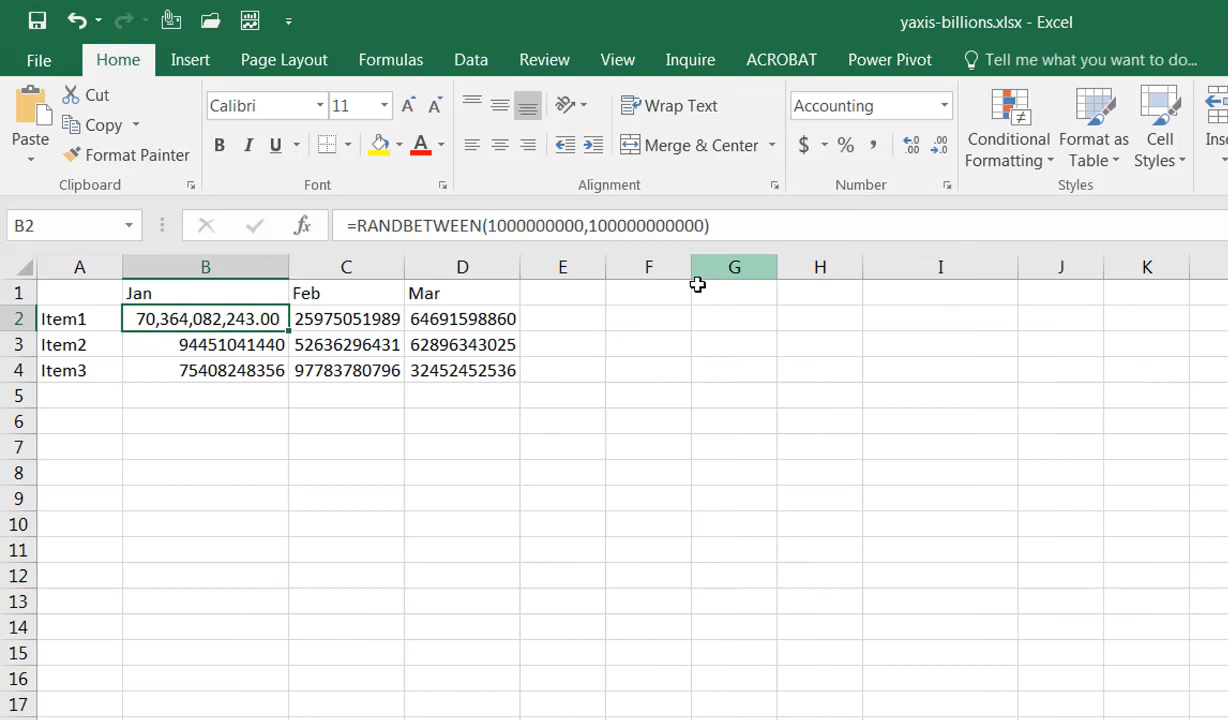 yaxis-billions.xlsx - Excel
File Home Insert Page Layout Formulas Data Review View Inquire ACROBAT Power Pivot Tell me what you want to do...
Paste
Cut
Copy
Format Painter
Clipboard
Calibri 11
B I U
Font
Wrap Text
Merge & Center
Alignment
Accounting
$ % ,
Number
Conditional Formatting
Format as Table
Cell Styles
Styles
B2 fx =RANDBETWEEN(1000000000,100000000000)
A B C D E F G H I J K
1 Jan Feb Mar
2 Item1 70,364,082,243.00 25975051989 64691598860
3 Item2 94451041440 52636296431 62896343025
4 Item3 75408248356 97783780796 32452452536
5
6
7
8
9
10
11
12
13
14
15
16
17